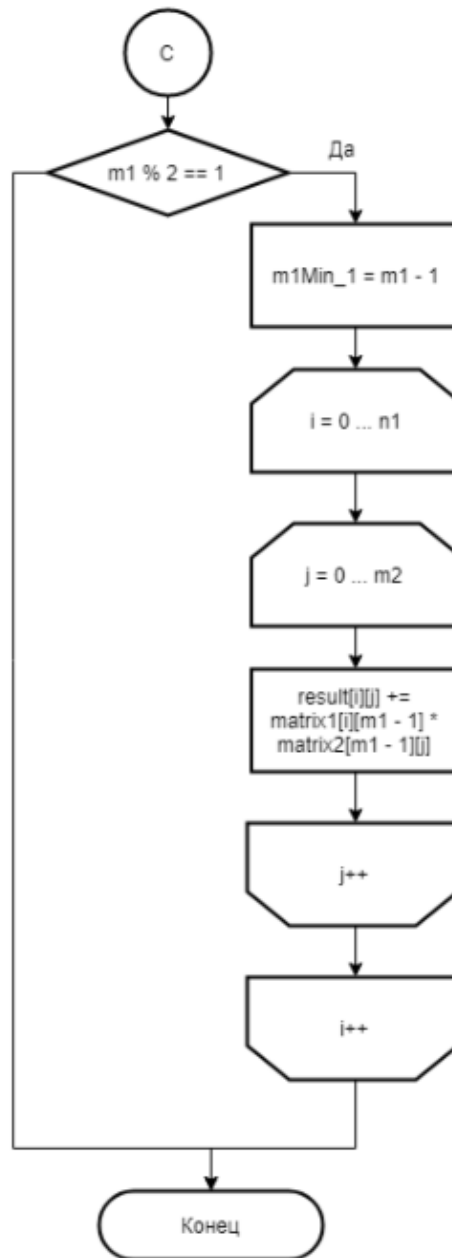 C
m1 % 2 == 1
Да
m1Min_1 = m1 - 1
i = 0 ... n1
j = 0 ... m2
result[i][j] +=
matrix1[i][m1 - 1] *
matrix2[m1 - 1][j]
j++
i++
Конец